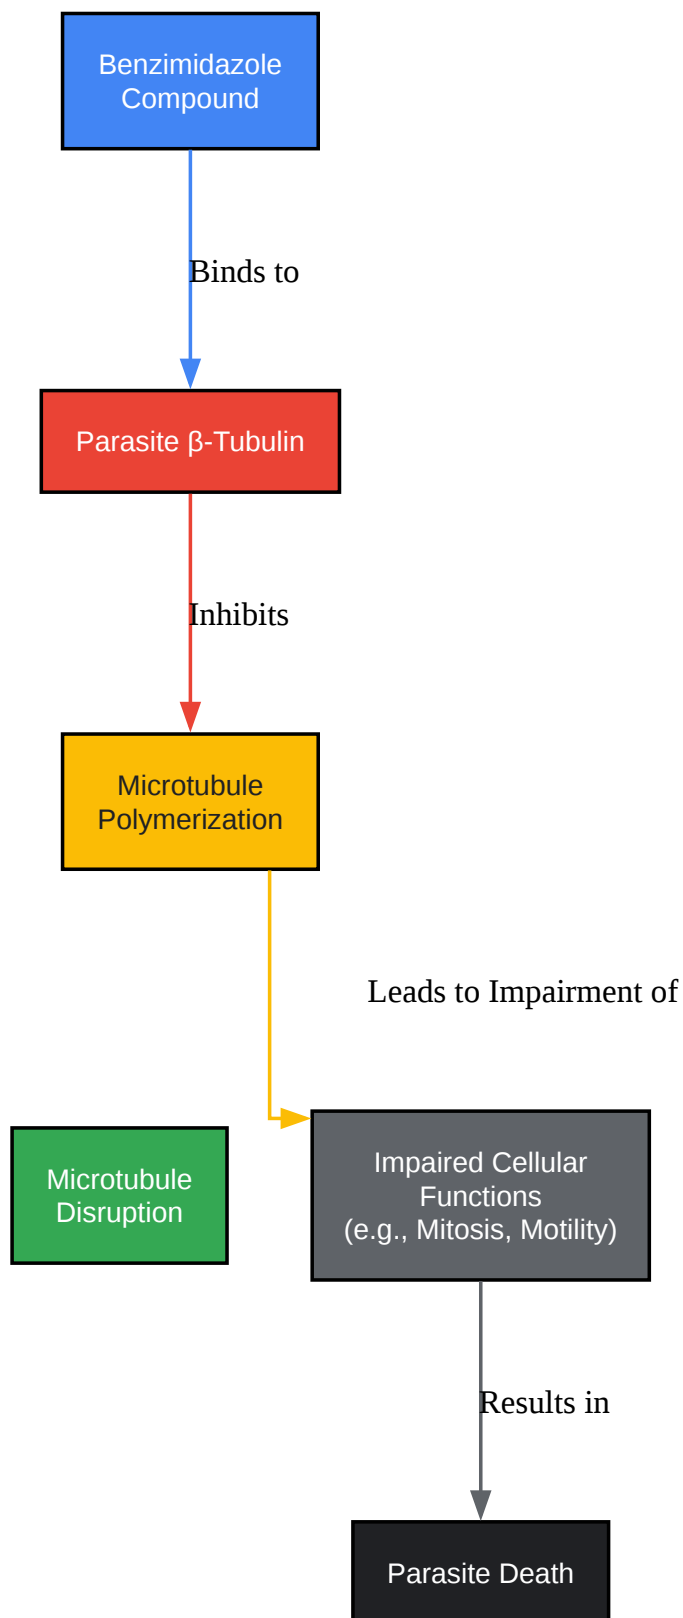 Benzimidazole
Compound
Binds to
Parasite β-Tubulin
Inhibits
Microtubule
Polymerization
Leads to Impairment of
Microtubule
Disruption
Impaired Cellular
Functions
(e.g., Mitosis, Motility)
Results in
Parasite Death